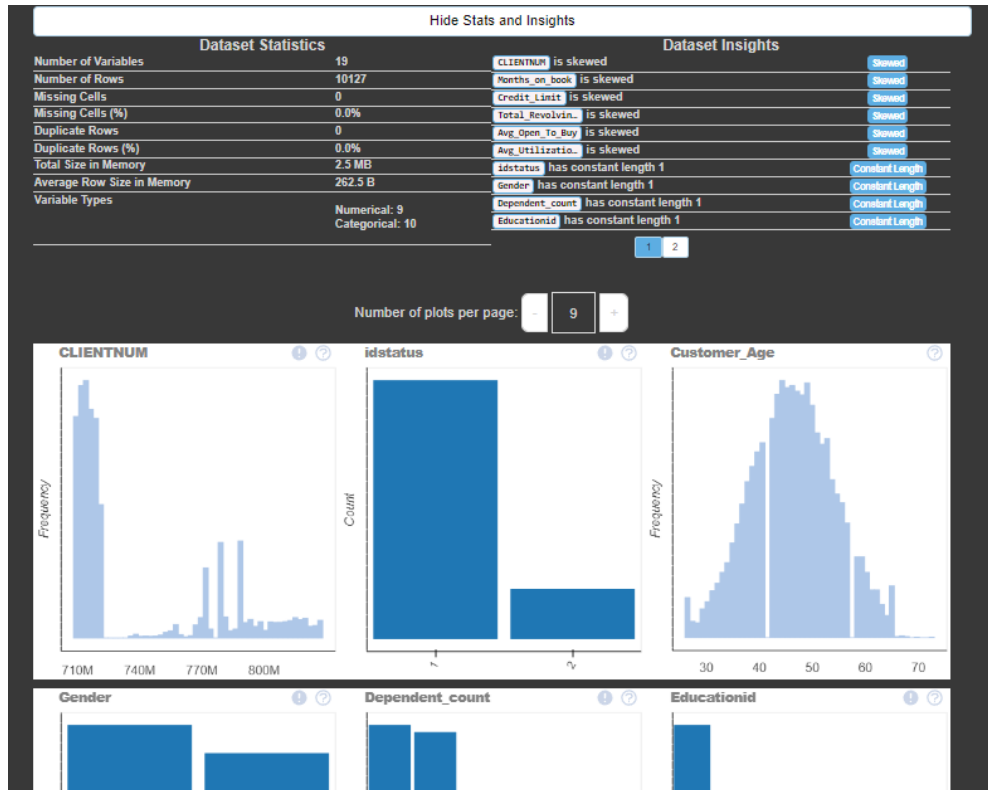 Hide Stats and Insights
Dataset Statistics
Number of Variables 19
Number of Rows 10127
Missing Cells 0
Missing Cells (%) 0.0%
Duplicate Rows 0
Duplicate Rows (%) 0.0%
Total Size in Memory 2.5 MB
Average Row Size in Memory 262.5 B
Variable Types
Numerical: 9
Categorical: 10
Dataset Insights
CLIENTNUM is skewed Skewed
Months_on_book is skewed Skewed
Credit_Limit is skewed Skewed
Total_Revolvin… is skewed Skewed
Avg_Open_To_Buy is skewed Skewed
Avg_Utilizatio… is skewed Skewed
idstatus has constant length 1 Constant Length
Gender has constant length 1 Constant Length
Dependent_count has constant length 1 Constant Length
Educationid has constant length 1 Constant Length
1 2
Number of plots per page: - 9 +
CLIENTNUM
Frequency
710M 740M 770M 800M
idstatus
Count
1 2
Customer_Age
Frequency
30 40 50 60 70
Gender
Dependent_count
Educationid